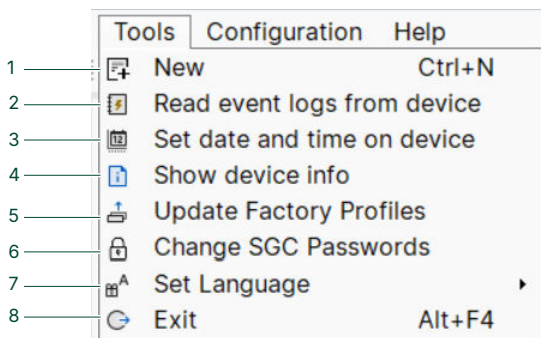 Tools Configuration Help
1 New Ctrl+N
2 Read event logs from device
3 12 Set date and time on device
4 Show device info
5 Update Factory Profiles
6 Change SGC Passwords
7 A Set Language
8 Exit Alt+F4